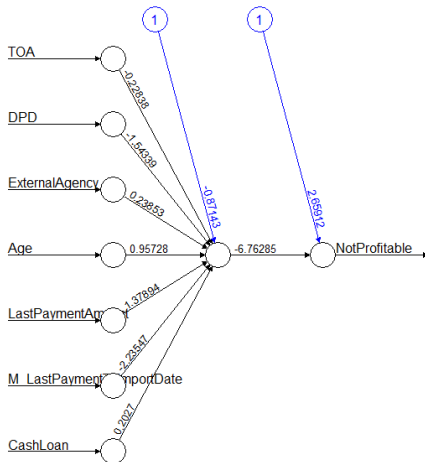 1
1
TOA
-0.22838
DPD
-1.54339
ExternalAgency
0.23853
-0.87143
2.65912
Age
0.95728
-6.76285
NotProfitable
LastPaymentAmount
1.37894
-2.23547
CashLoan
0.2027